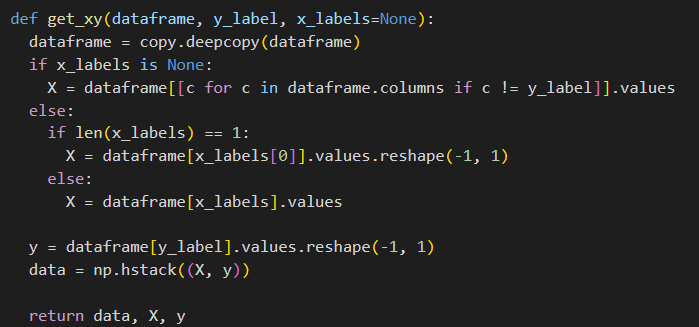 def get_xy(dataframe, y_label, x_labels=None):
  dataframe = copy.deepcopy(dataframe)
  if x_labels is None:
    X = dataframe[[c for c in dataframe.columns if c != y_label]].values
  else:
    if len(x_labels) == 1:
      X = dataframe[x_labels[0]].values.reshape(-1, 1)
    else:
      X = dataframe[x_labels].values

  y = dataframe[y_label].values.reshape(-1, 1)
  data = np.hstack((X, y))

  return data, X, y